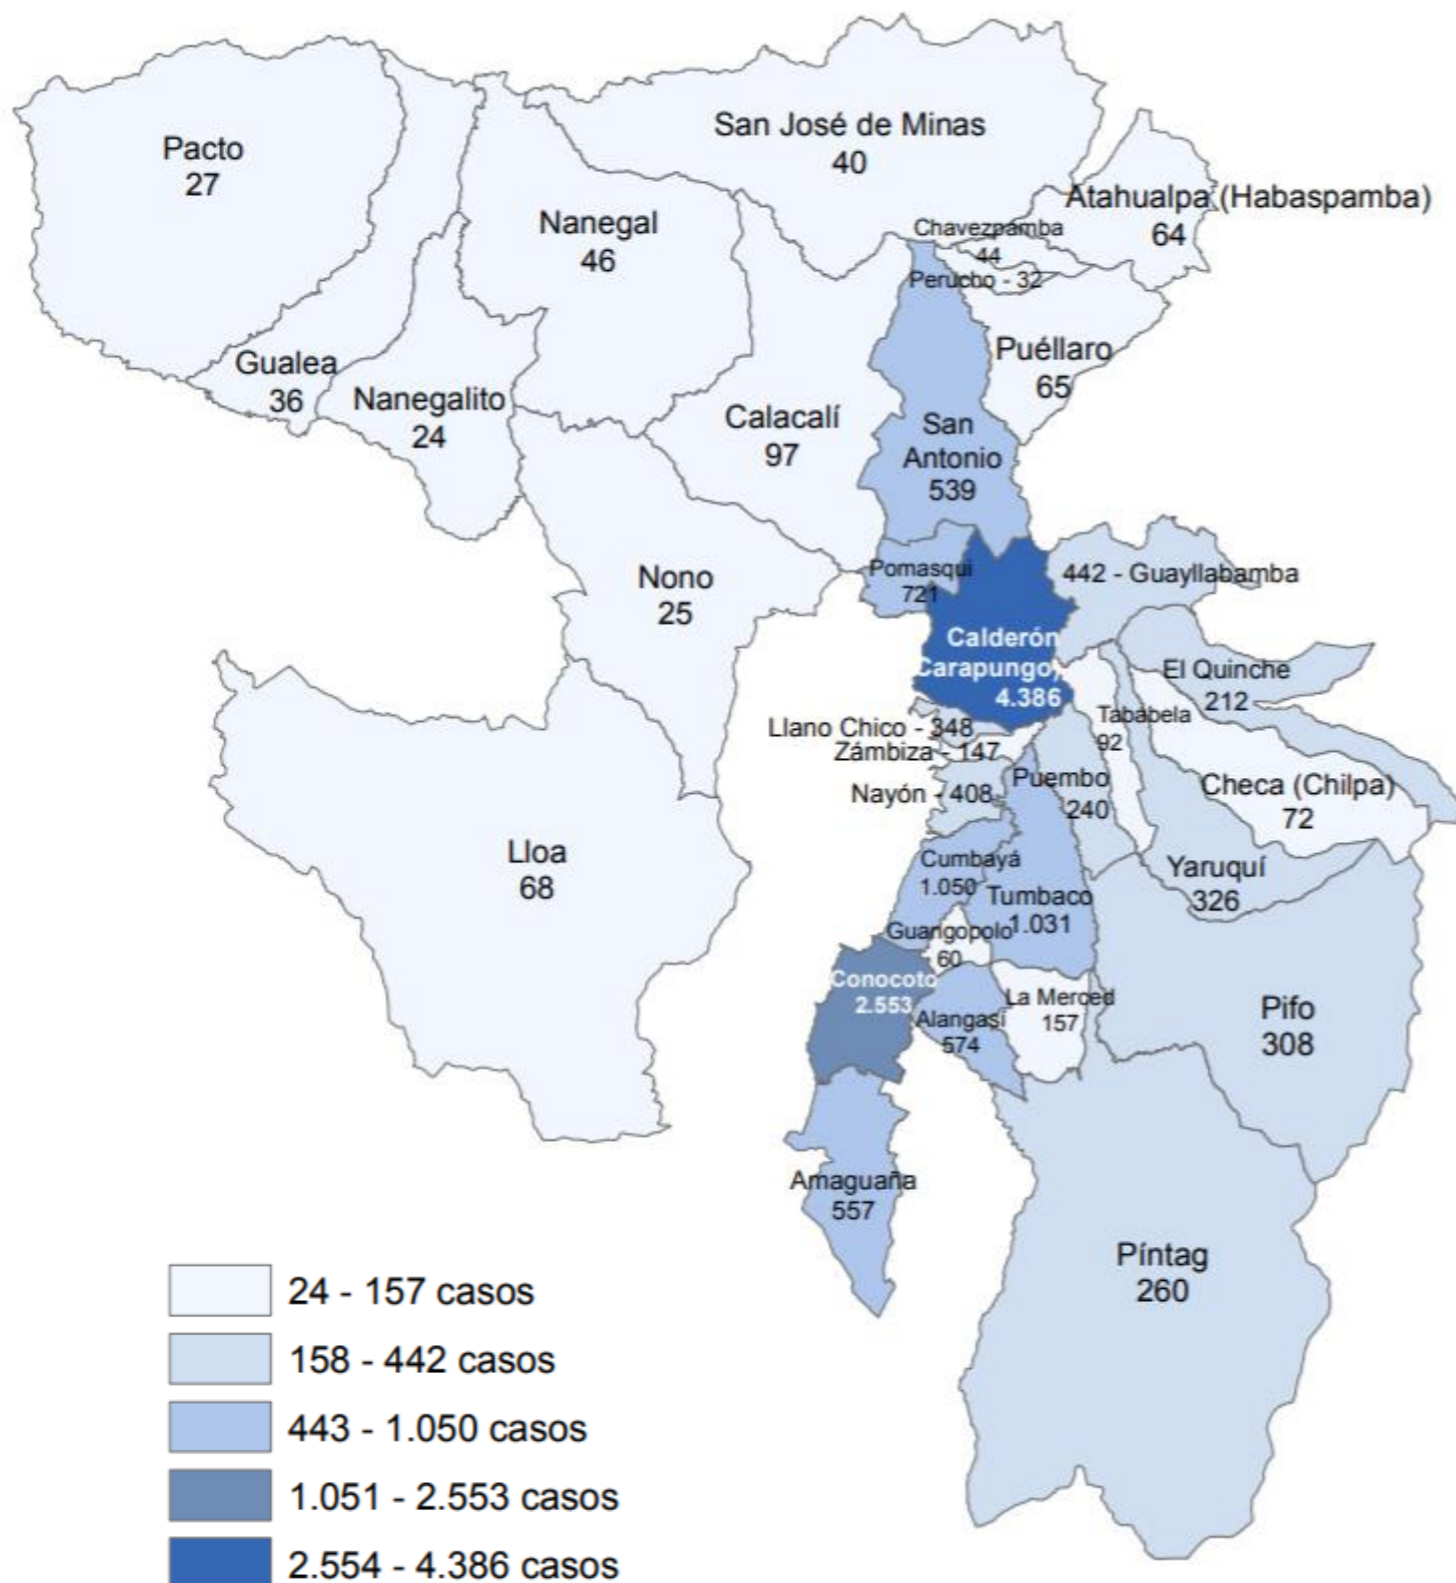 Pacto
27
San José de Minas
40
Atahualpa (Habaspamba)
64
Nanegal
46
Chavezpamba
44
Perucho - 32
Puéllaro
65
Gualea
36
Nanegalito
24
Calacalí
97
San
Antonio
539
Nono
25
Pomasqui
721
442 - Guayllabamba
Calderón
(Carapungo)
4.386
El Quinche
212
Llano Chico - 348
Tababela
92
Zámbiza - 147
Nayón - 408
Puembo
240
Checa (Chilpa)
72
Lloa
68
Cumbayá
1.050
Yaruquí
326
Tumbaco
1.031
Guangopolo
60
Conocoto
2.553
La Merced
157
Alangasí
574
Pifo
308
Amaguaña
557
Píntag
260
24 - 157 casos
158 - 442 casos
443 - 1.050 casos
1.051 - 2.553 casos
2.554 - 4.386 casos